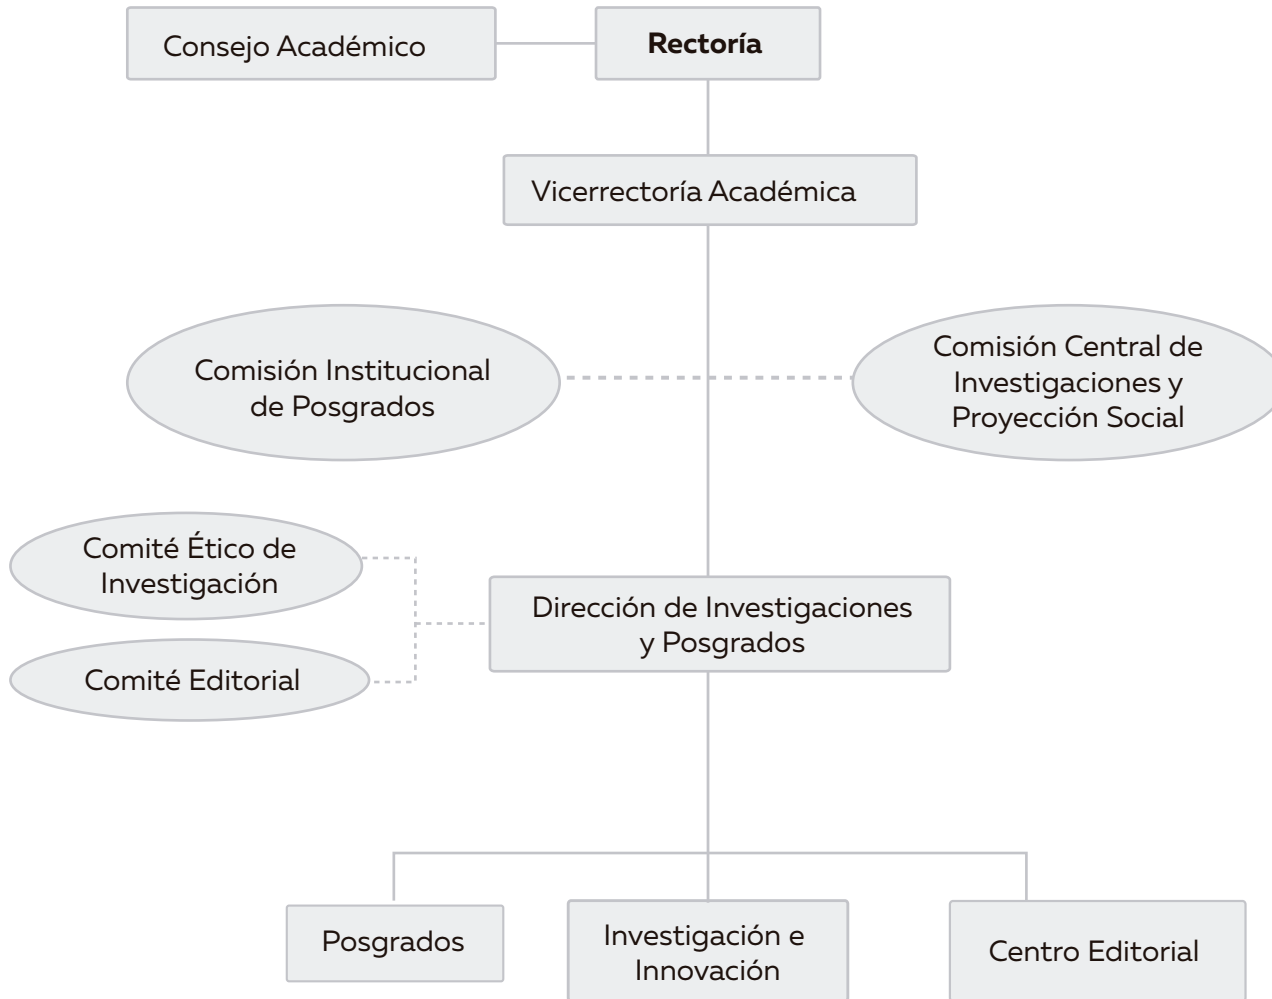 Consejo Académico
Rectoría
Vicerrectoría Académica
Comisión Institucional
de Posgrados
Comisión Central de
Investigaciones y
Proyección Social
Comité Ético de
Investigación
Comité Editorial
Dirección de Investigaciones
y Posgrados
Posgrados
Investigación e
Innovación
Centro Editorial